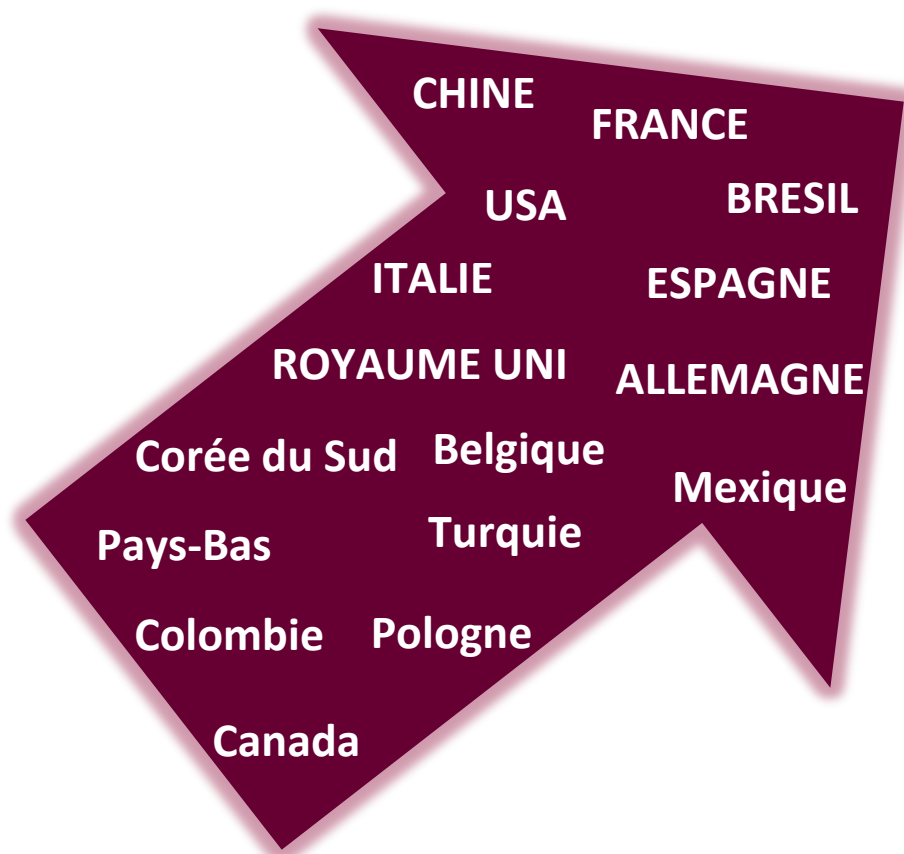 CHINE
FRANCE
USA
BRESIL
ITALIE
ESPAGNE
ROYAUME UNI
ALLEMAGNE
Corée du Sud
Belgique
Mexique
Pays-Bas
Turquie
Colombie
Pologne
Canada